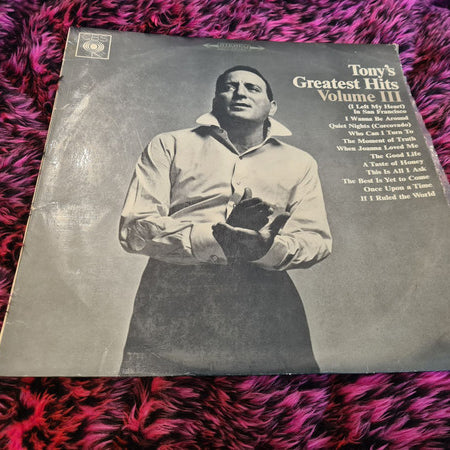 CBS
STEREO
Tony's
Greatest Hits
Volume III
(I Left My Heart)
In San Francisco
I Wanna Be Around
Quiet Nights (Corcovado)
Who Can I Turn To
The Moment of Truth
When Joanna Loved Me
The Good Life
A Taste of Honey
This Is All I Ask
The Best Is Yet to Come
Once Upon a Time
If I Ruled the World